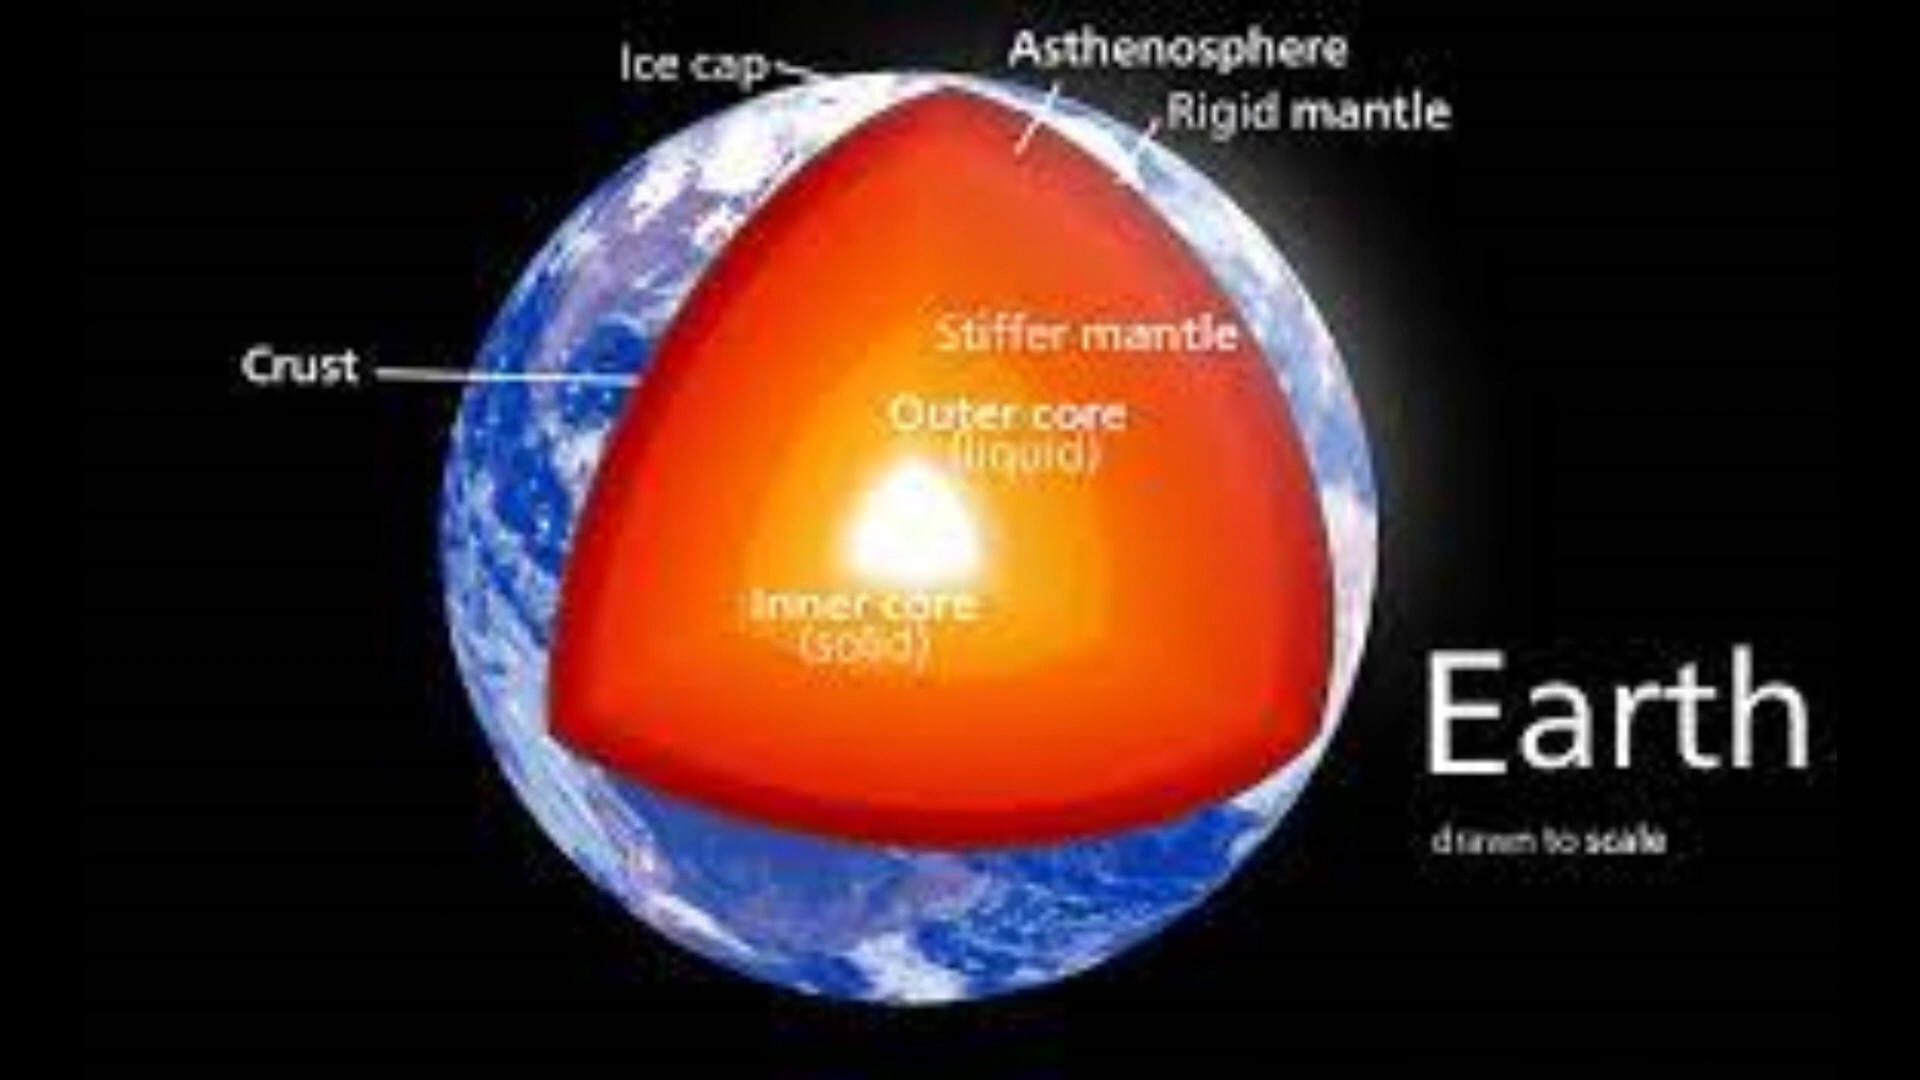 Ice cap
Asthenosphere
Rigid mantle
Crust
Stiffer mantle
Outer core
(liquid)
Inner core
(solid)
Earth
drawn to scale